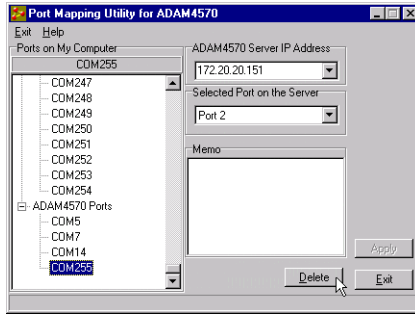 Port Mapping Utility for ADAM4570
Exit Help
Ports on My Computer
COM255
COM247
COM248
COM249
COM250
COM251
COM252
COM253
COM254
ADAM4570 Ports
COM5
COM7
COM14
COM255
ADAM4570 Server IP Address
172.20.20.151
Selected Port on the Server
Port 2
Memo
Apply
Delete
Exit